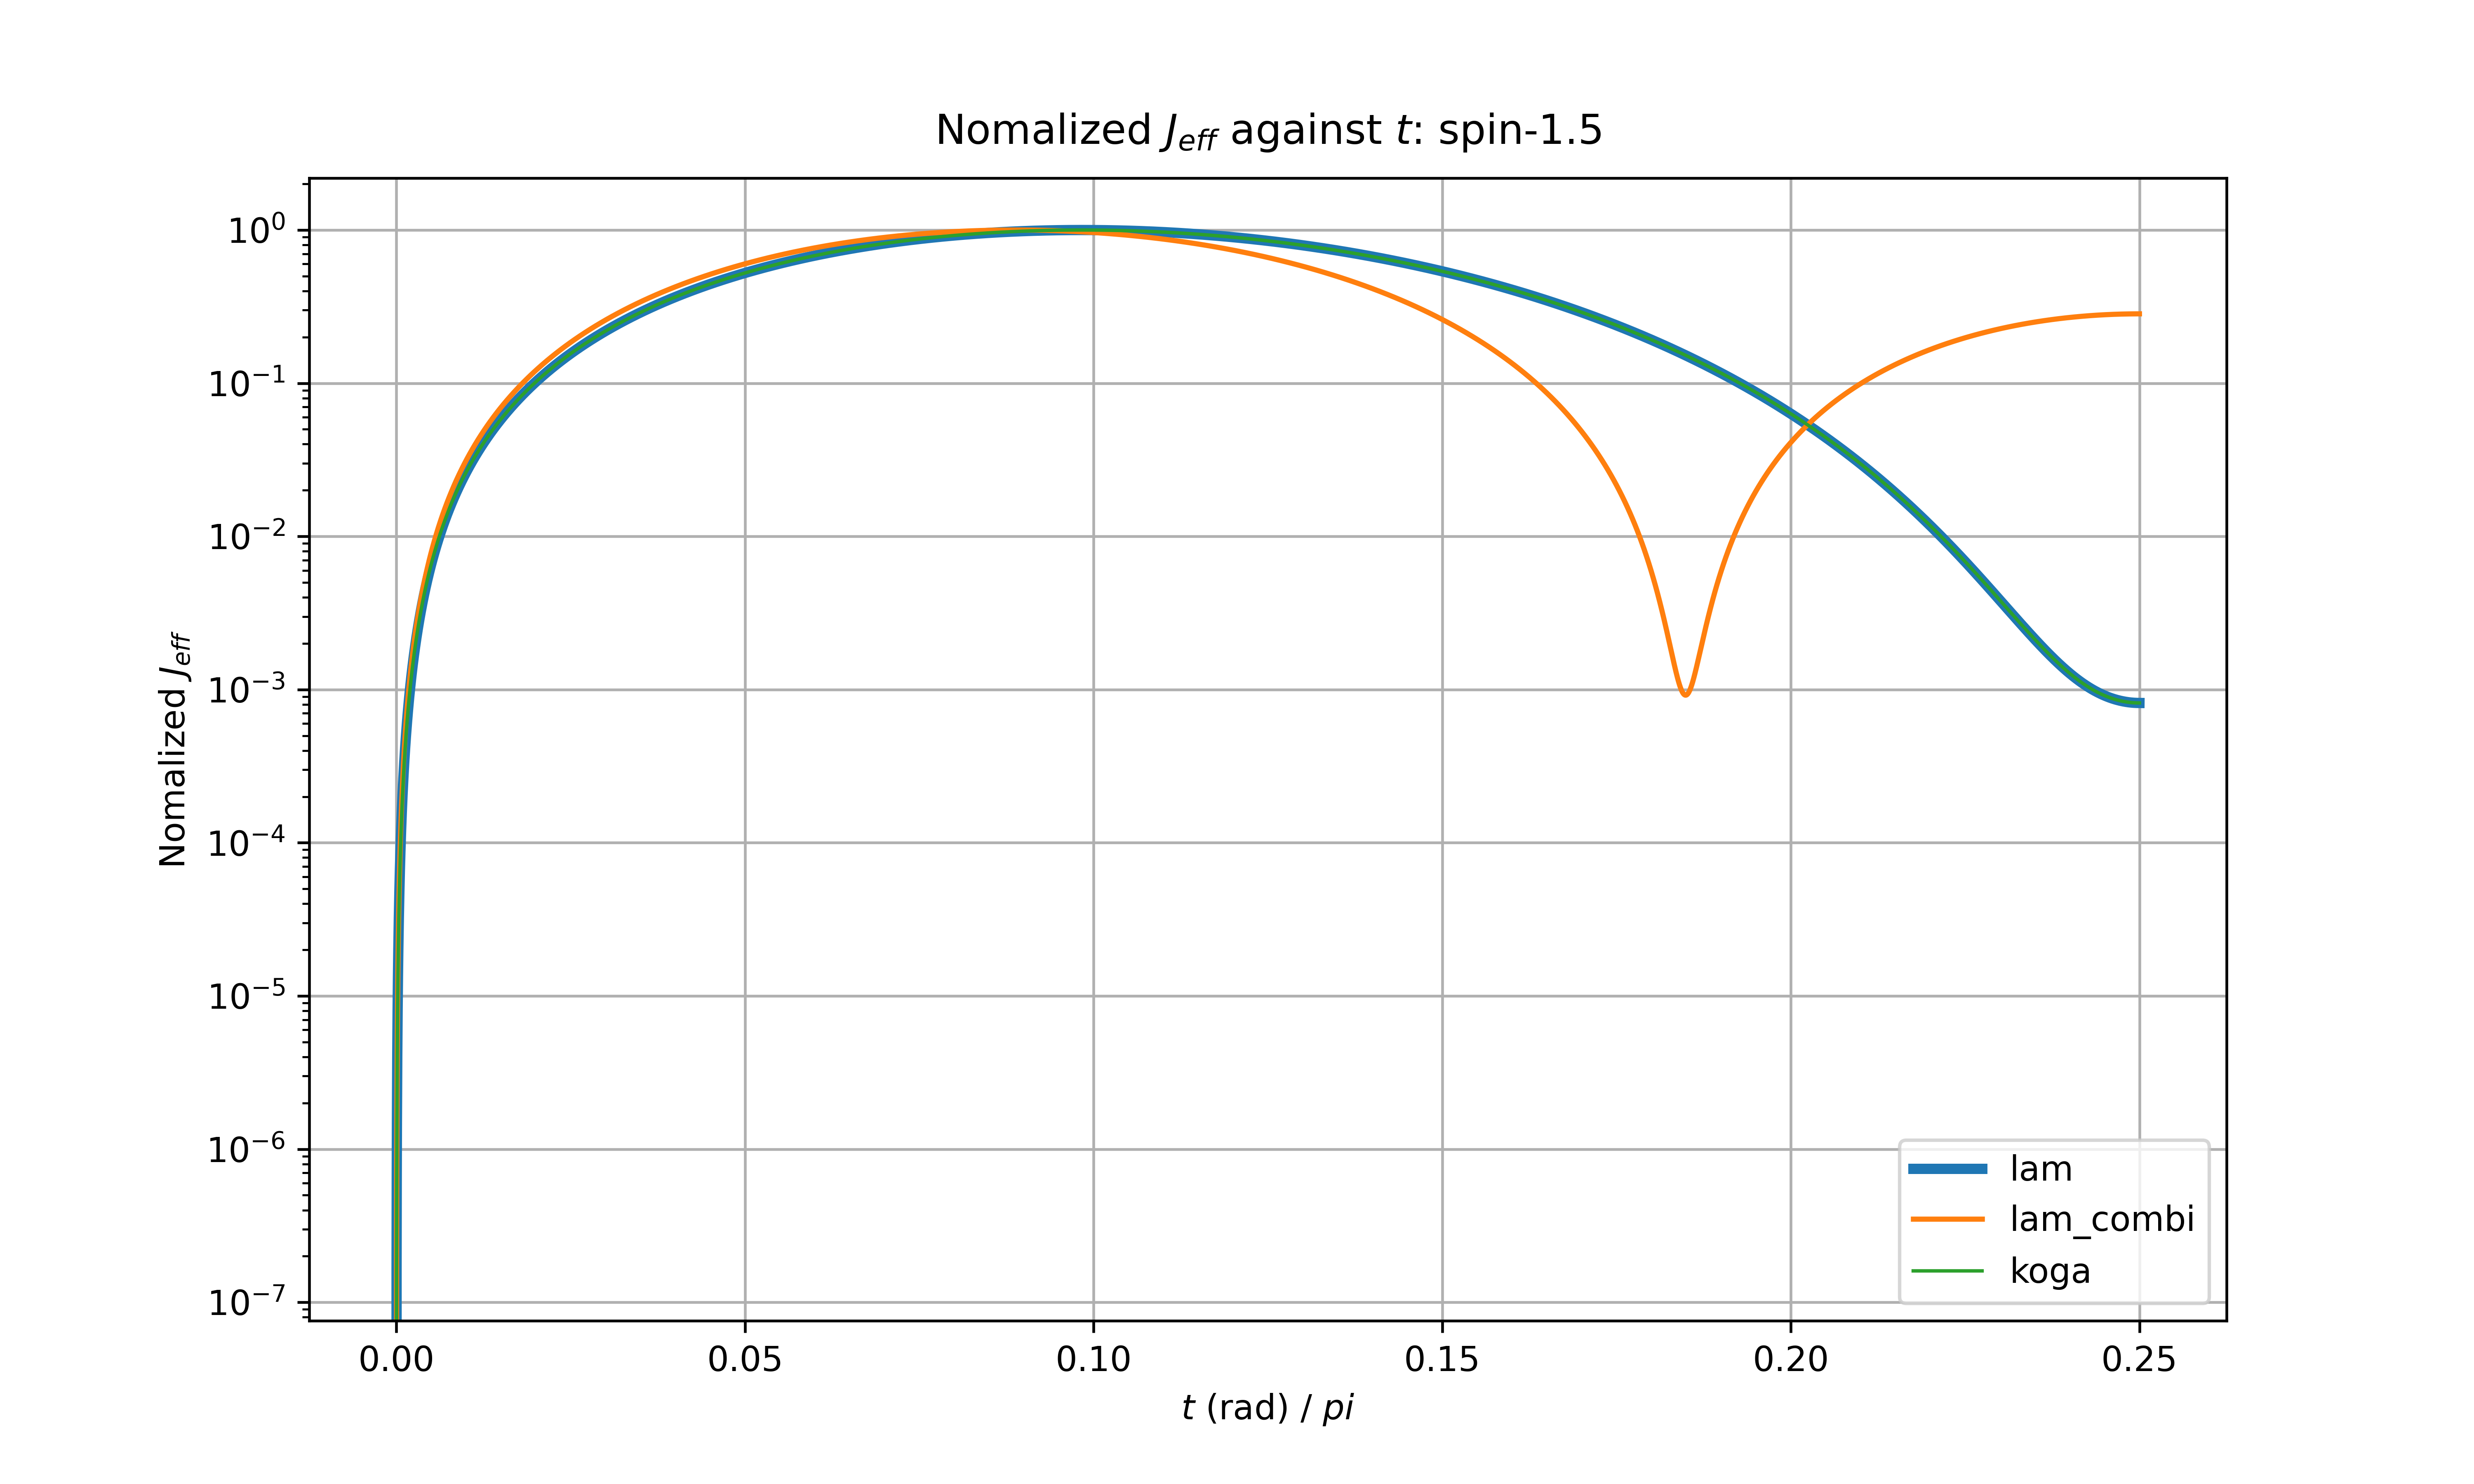 Nomalized J_eff against t: spin-1.5
Nomalized J_eff
10^0
10^−1
10^−2
10^−3
10^−4
10^−5
10^−6
10^−7
lam
lam_combi
koga
0.00 0.05 0.10 0.15 0.20 0.25
t (rad) / pi